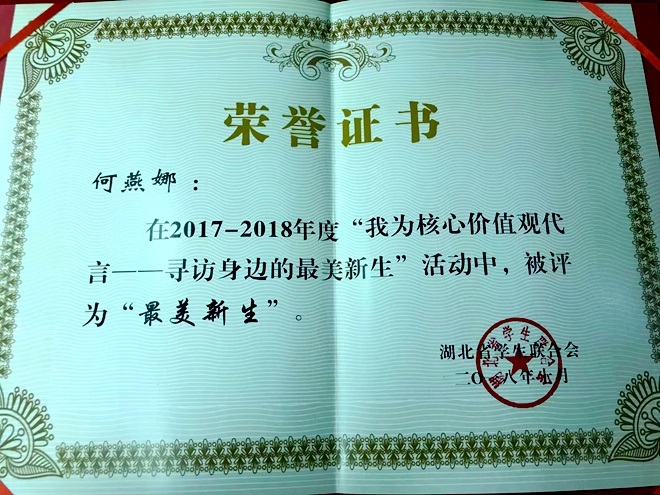 荣誉证书
何燕娜：
在2017-2018年度“我为核心价值观代
言——寻访身边的最美新生”活动中，被评
为“最美新生”。
湖北省学生联合会
二〇一八年 月